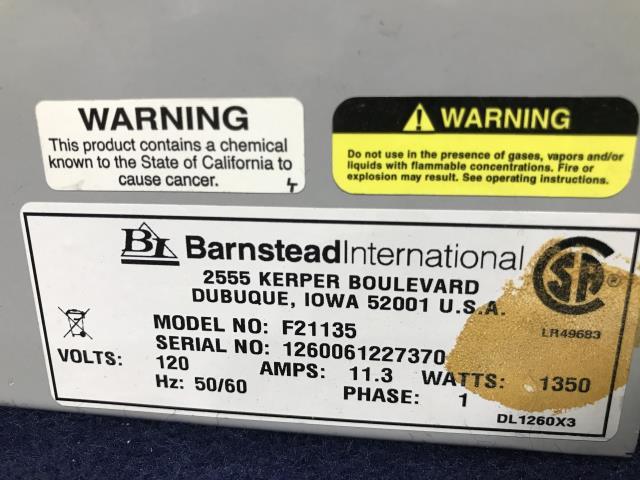 WARNING
This product contains a chemical
known to the State of California to
cause cancer.
WARNING
Do not use in the presence of gases, vapors and/or
liquids with flammable concentrations. Fire or
explosion may result. See operating instructions.
BI BarnsteadInternational
2555 KERPER BOULEVARD
DUBUQUE, IOWA 52001 U.S.A.
SA
LR49683
MODEL NO: F21135
SERIAL NO: 1260061227370
VOLTS: 120 AMPS: 11.3 WATTS: 1350
Hz: 50/60 PHASE: 1
DL1260X3